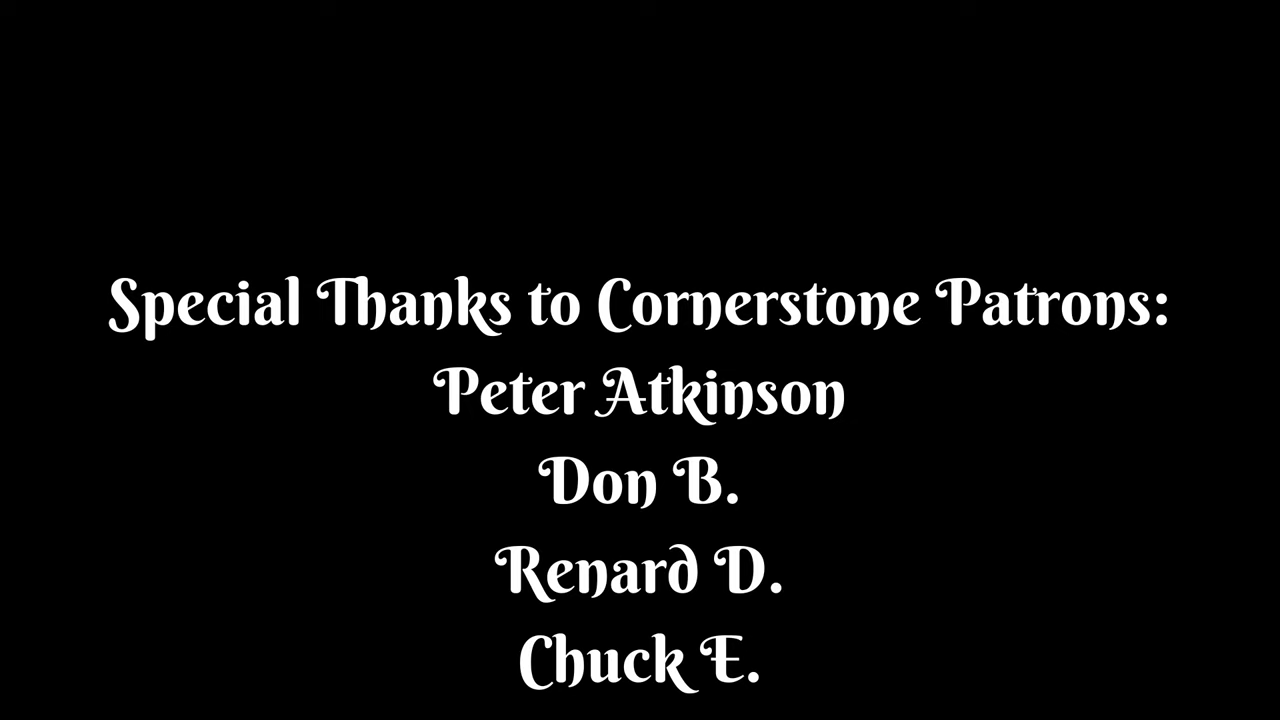 Special Thanks to Cornerstone Patrons:
Peter Atkinson
Don B.
Renard D.
Chuck E.